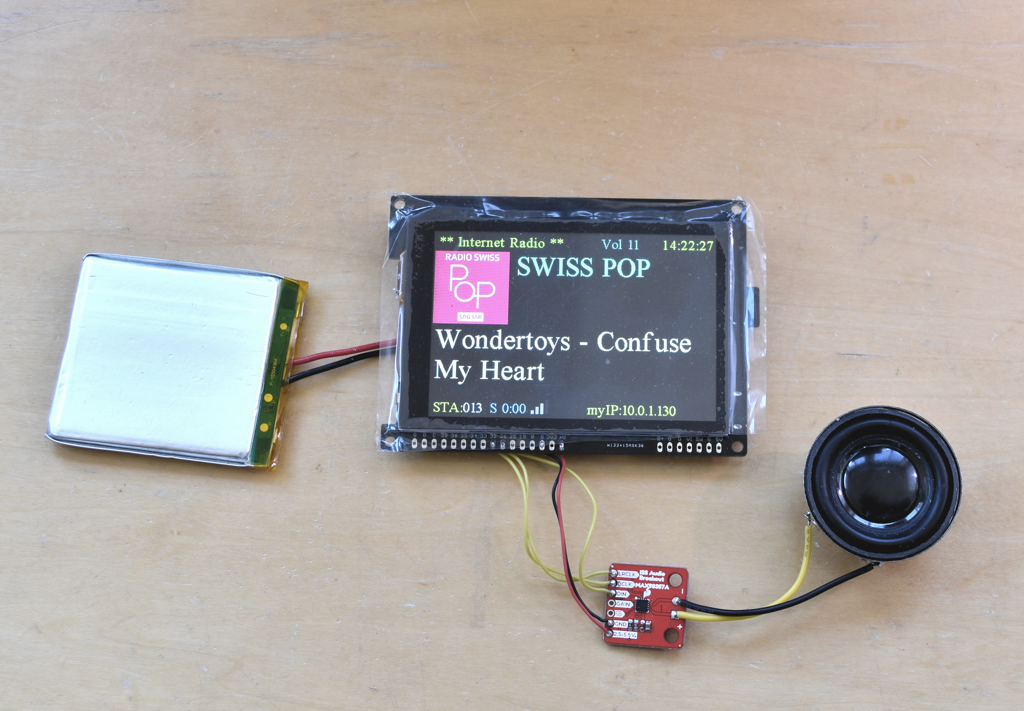 ** Internet Radio **
Vol 11
14:22:27
RADIO SWISS
POP
SRG SSR
SWISS POP
Wondertoys - Confuse
My Heart
STA:013
S 0:00
myIP:10.0.1.130
I2S Audio
Breakout
MAX98357A
LRCLK
BCLK
DIN
GAIN
SD
GND
2.5-5.5V
-
+